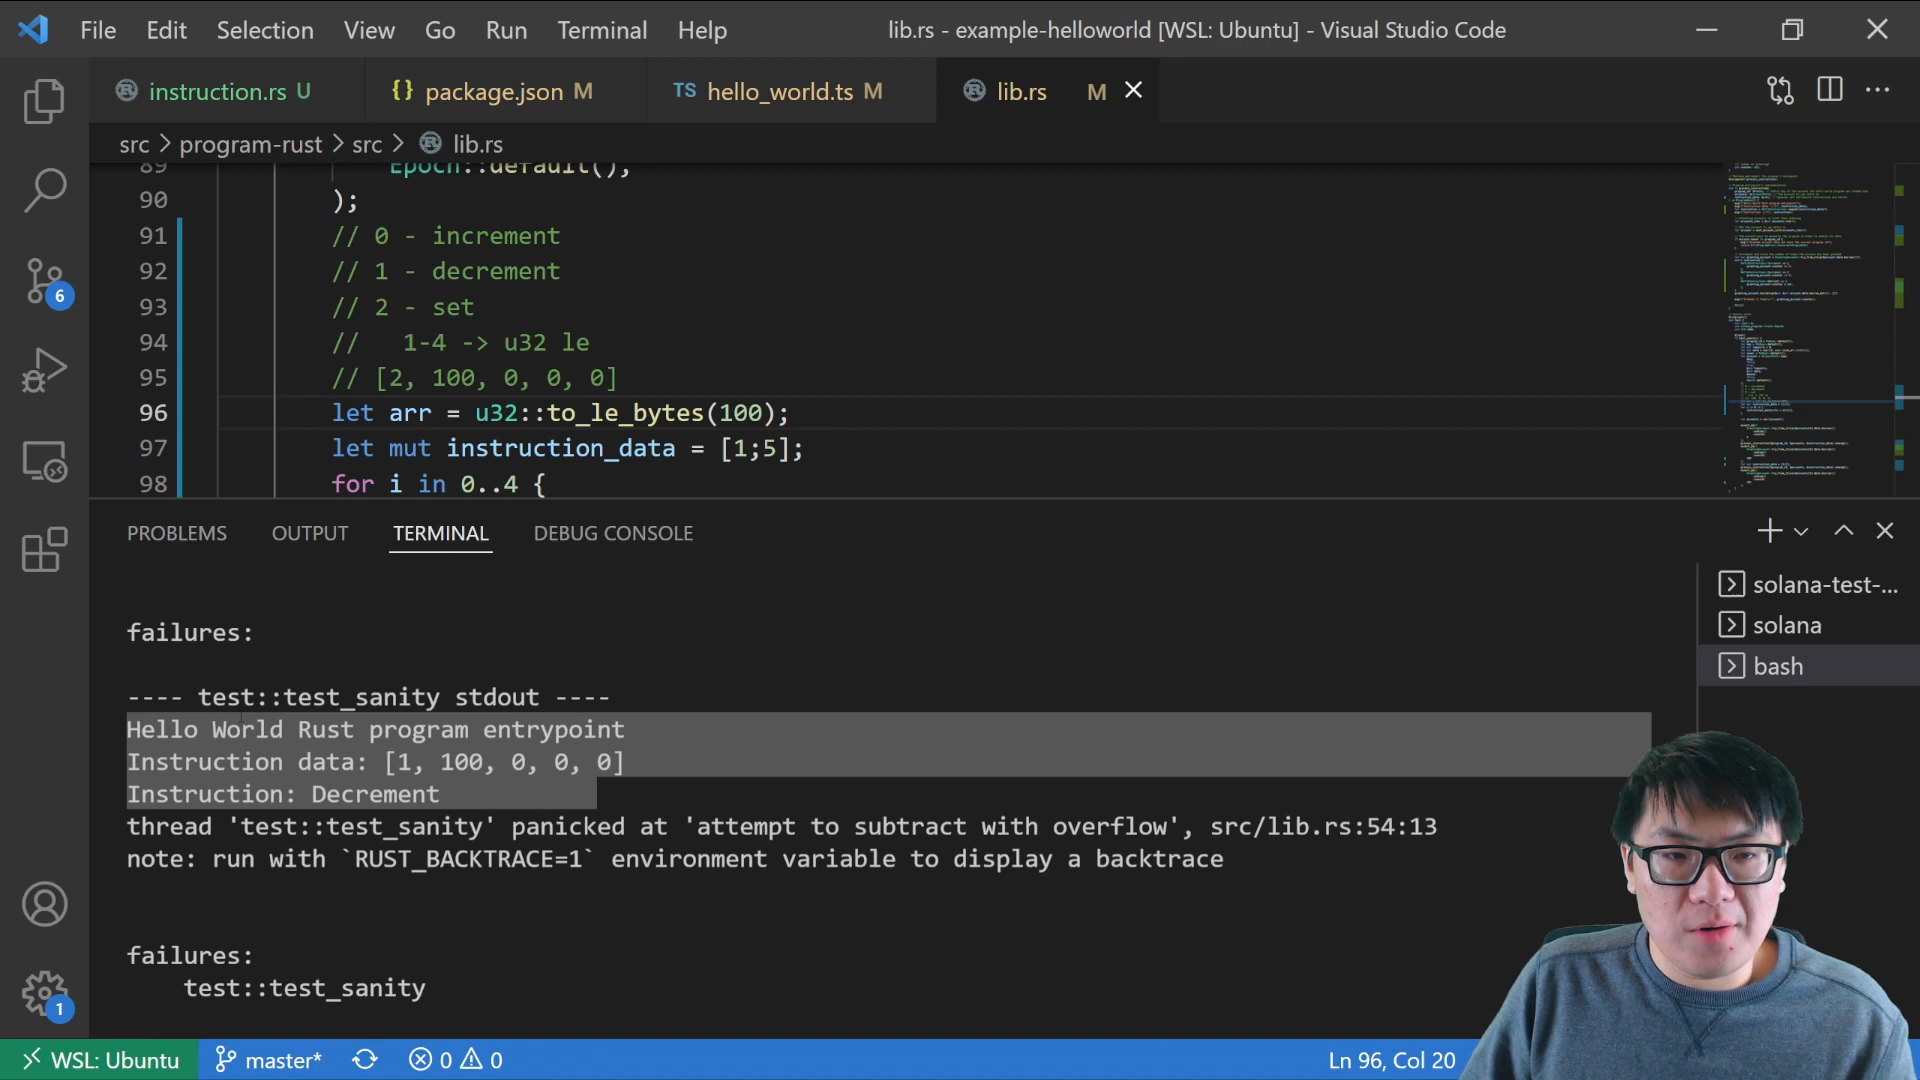 File Edit Selection View Go Run Terminal Help lib.rs - example-helloworld [WSL: Ubuntu] - Visual Studio Code
instruction.rs U {} package.json M TS hello_world.ts M lib.rs M
src > program-rust > src > lib.rs
89 Epoch::default(),
90 );
91 // 0 - increment
92 // 1 - decrement
93 // 2 - set
94 // 1-4 -> u32 le
95 // [2, 100, 0, 0, 0]
96 let arr = u32::to_le_bytes(100);
97 let mut instruction_data = [1;5];
98 for i in 0..4 {
6
PROBLEMS OUTPUT TERMINAL DEBUG CONSOLE
solana-test-...
solana
bash
failures:
---- test::test_sanity stdout ----
Hello World Rust program entrypoint
Instruction data: [1, 100, 0, 0, 0]
Instruction: Decrement
thread 'test::test_sanity' panicked at 'attempt to subtract with overflow', src/lib.rs:54:13
note: run with `RUST_BACKTRACE=1` environment variable to display a backtrace
failures:
test::test_sanity
1
WSL: Ubuntu master* 0 0 Ln 96, Col 20